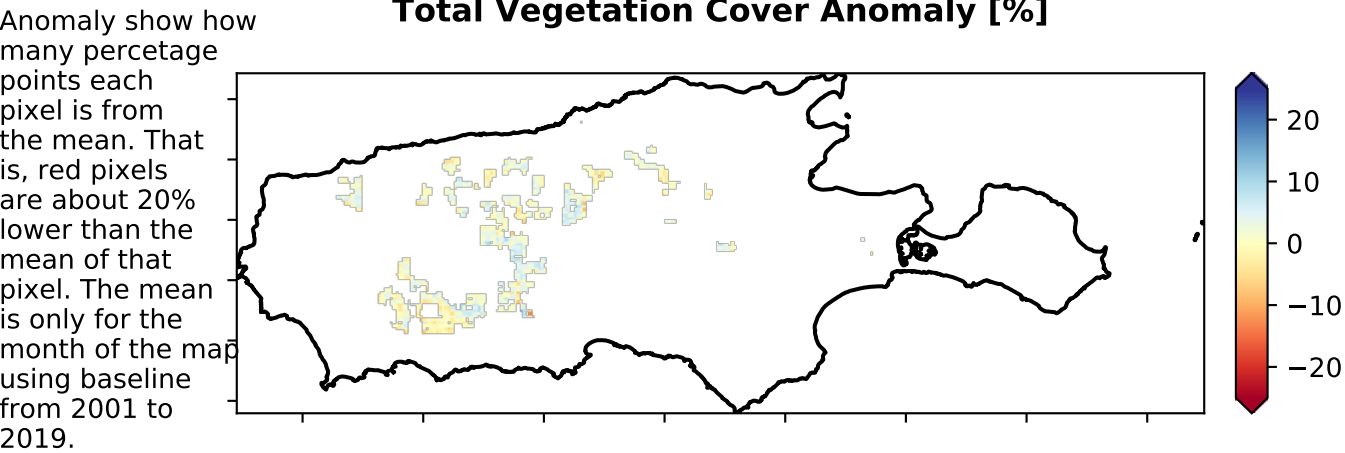 Total Vegetation Cover Anomaly [%]
Anomaly show how
many percetage
points each
pixel is from
the mean. That
is, red pixels
are about 20%
lower than the
mean of that
pixel. The mean
is only for the
month of the map
using baseline
from 2001 to
2019.
20
10
0
−10
−20